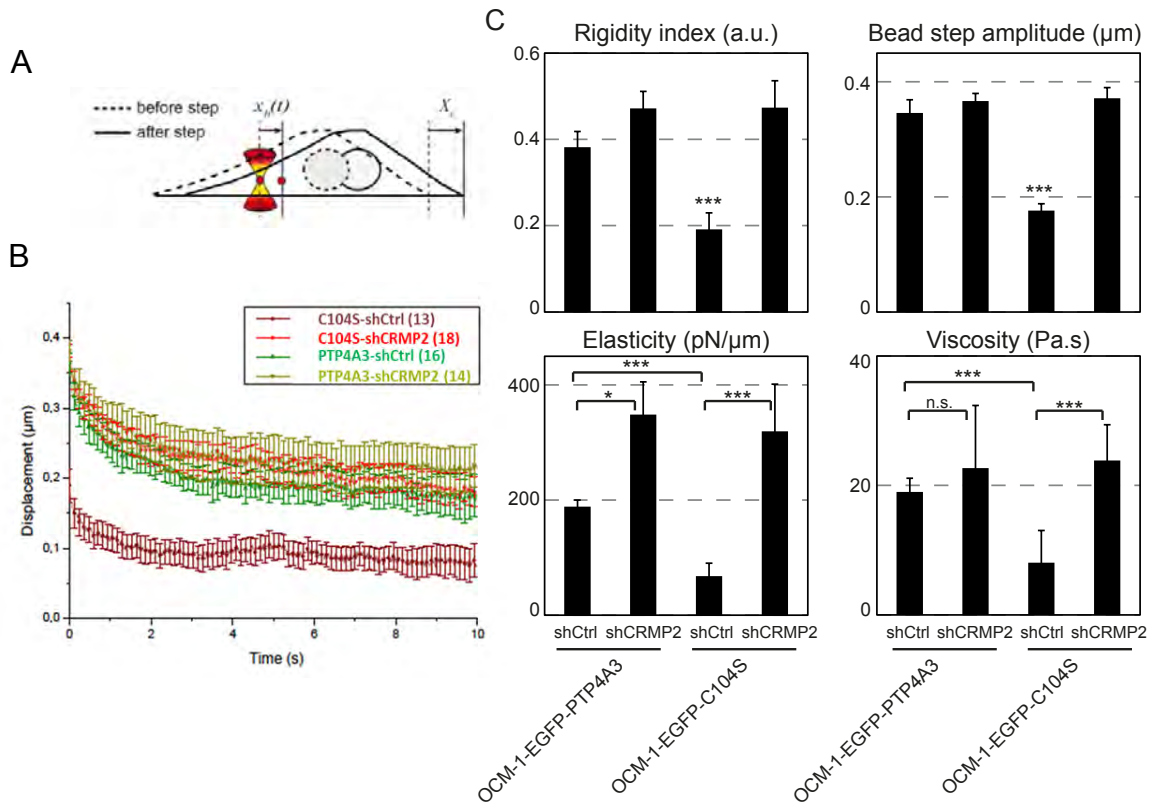 A
before step
after step
x_b(t)
X_c
B
Displacement (µm)
0,4
0,3
0,2
0,1
0,0
0
2
4
6
8
10
Time (s)
C104S-shCtrl (13)
C104S-shCRMP2 (18)
PTP4A3-shCtrl (16)
PTP4A3-shCRMP2 (14)
C
Rigidity index (a.u.)
0.6
0.4
0.2
0
***
Bead step amplitude (µm)
0.4
0.2
0
***
Elasticity (pN/µm)
400
200
0
***
*
***
shCtrl
shCRMP2
shCtrl
shCRMP2
OCM-1-EGFP-PTP4A3
OCM-1-EGFP-C104S
Viscosity (Pa.s)
40
20
0
***
n.s.
***
shCtrl
shCRMP2
shCtrl
shCRMP2
OCM-1-EGFP-PTP4A3
OCM-1-EGFP-C104S